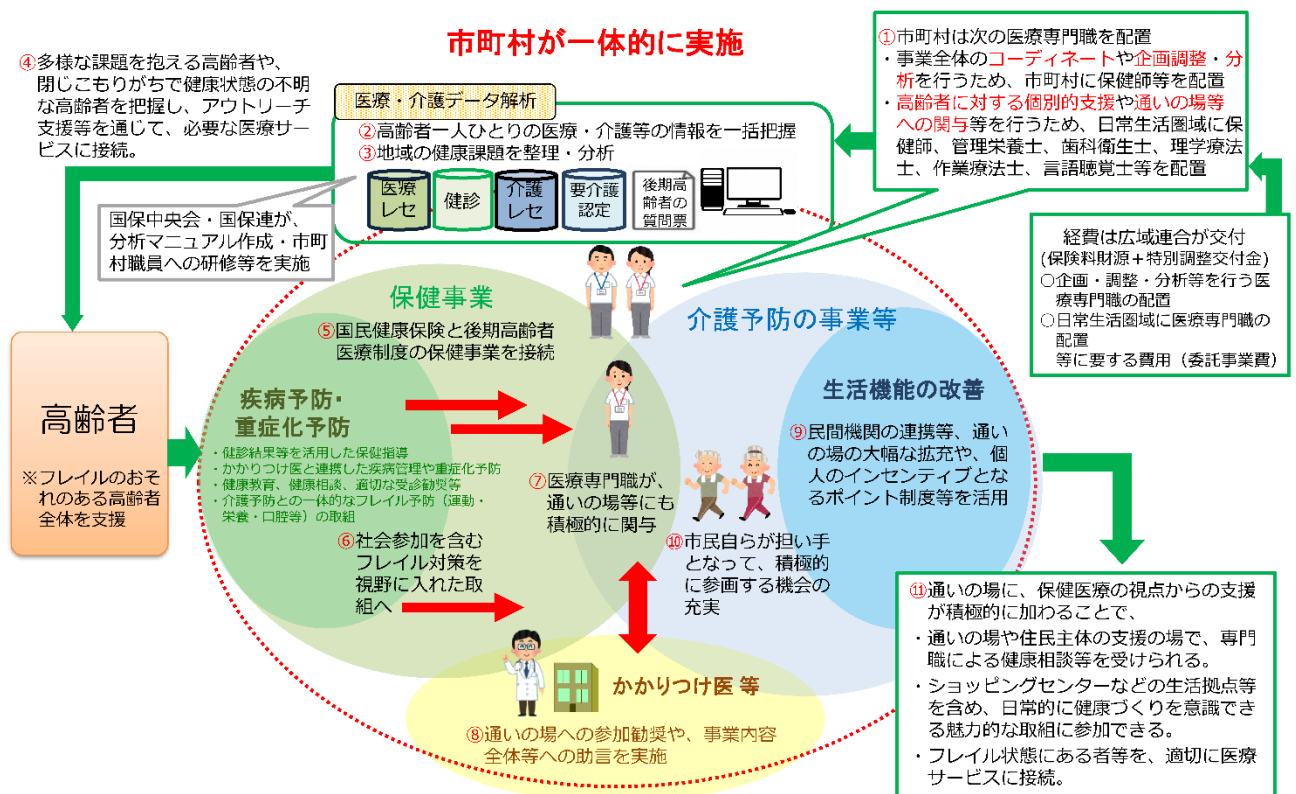 市町村が一体的に実施
④多様な課題を抱える高齢者や、
閉じこもりがちで健康状態の不明
な高齢者を把握し、アウトリーチ
支援等を通じて、必要な医療サー
ビスに接続。
医療・介護データ解析
②高齢者一人ひとりの医療・介護等の情報を一括把握
③地域の健康課題を整理・分析
医療
レセ
健診
介護
レセ
要介護
認定
後期高
齢者の
質問票
①市町村は次の医療専門職を配置
・事業全体のコーディネートや企画調整・分
析を行うため、市町村に保健師等を配置
・高齢者に対する個別的支援や通いの場等
への関与等を行うため、日常生活圏域に保
健師、管理栄養士、歯科衛生士、理学療法
士、作業療法士、言語聴覚士等を配置
国保中央会・国保連が、
分析マニュアル作成・市町
村職員への研修等を実施
経費は広域連合が交付
(保険料財源+特別調整交付金)
○企画・調整・分析等を行う医
療専門職の配置
○日常生活圏域に医療専門職の
配置
等に要する費用(委託事業費)
高齢者
※フレイルのおそ
れのある高齢者
全体を支援
保健事業
⑤国民健康保険と後期高齢者
医療制度の保健事業を接続
疾病予防・
重症化予防
・健診結果等を活用した保健指導
・かかりつけ医と連携した疾病管理や重症化予防
・健康教育、健康相談、適切な受診勧奨等
・介護予防との一体的なフレイル予防(運動・
栄養・口腔等)の取組
⑥社会参加を含む
フレイル対策を
視野に入れた取
組へ
⑦医療専門職が、
通いの場等にも
積極的に関与
介護予防の事業等
生活機能の改善
⑨民間機関の連携等、通い
の場の大幅な拡充や、個
人のインセンティブとな
るポイント制度等を活用
⑩市民自らが担い手
となって、積極的
に参画する機会の
充実
かかりつけ医 等
⑧通いの場への参加勧奨や、事業内容
全体等への助言を実施
⑪通いの場に、保健医療の視点からの支援
が積極的に加わることで、
・通いの場や住民主体の支援の場で、専門
職による健康相談等を受けられる。
・ショッピングセンターなどの生活拠点等
を含め、日常的に健康づくりを意識でき
る魅力的な取組に参加できる。
・フレイル状態にある者等を、適切に医療
サービスに接続。